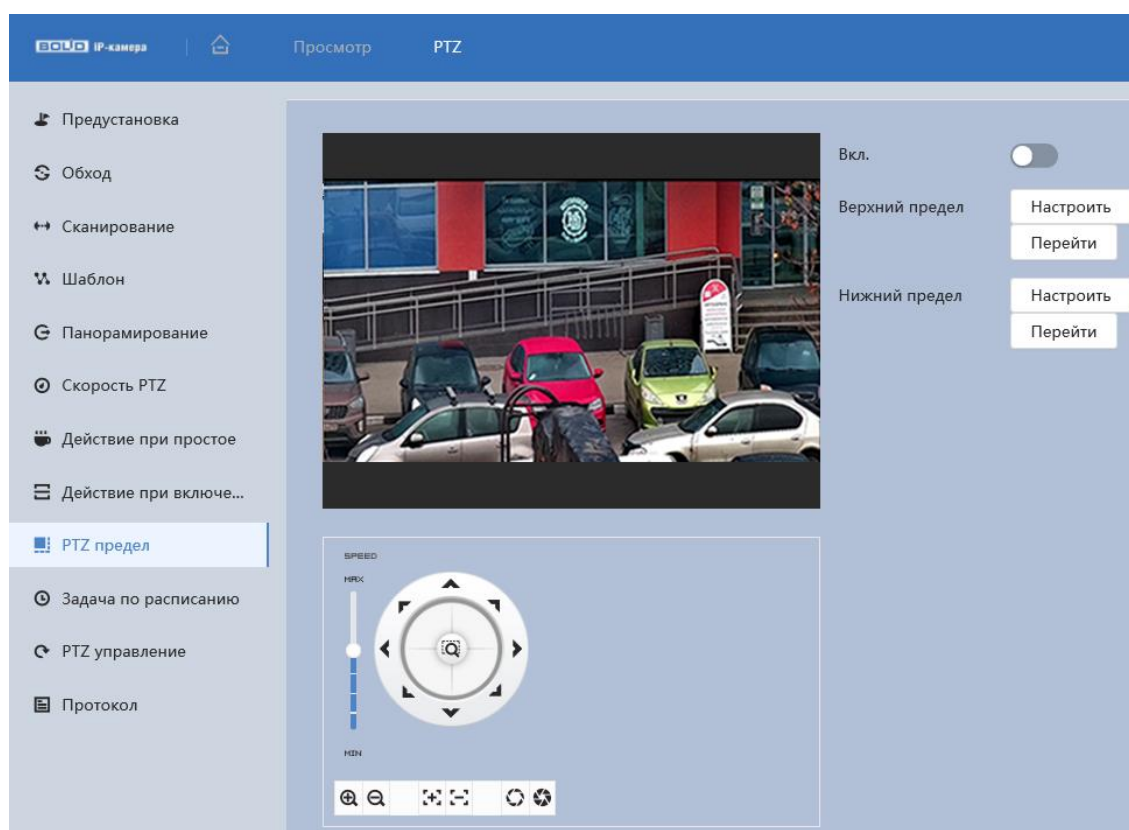 BOLID IP-камера
Просмотр
PTZ
Предустановка
Обход
Сканирование
Шаблон
Панорамирование
Скорость PTZ
Действие при простое
Действие при включе...
PTZ предел
Задача по расписанию
PTZ управление
Протокол
Вкл.
Верхний предел
Настроить
Перейти
Нижний предел
Настроить
Перейти
SPEED
MAX
MIN